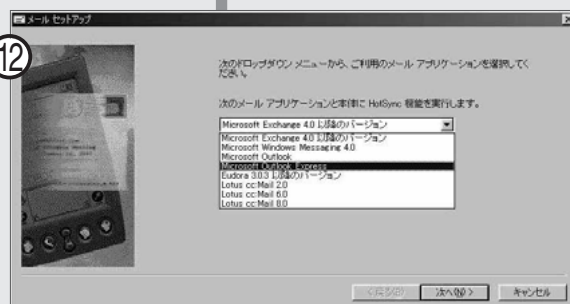 メール セットアップ
12
次のドロップダウン メニューから、ご利用のメール アプリケーションを選択してく
ださい。
次のメール アプリケーションと本体に HotSync 機能を実行します。
Microsoft Exchange 4.0 以降のバージョン
Microsoft Exchange 4.0 以降のバージョン
Microsoft Windows Messaging 4.0
Microsoft Outlook
Microsoft Outlook Express
Eudora 3.0.3 以降のバージョン
Lotus cc:Mail 2.0
Lotus cc:Mail 6.0
Lotus cc:Mail 8.0
< 戻る(B)
次へ(N) >
キャンセル